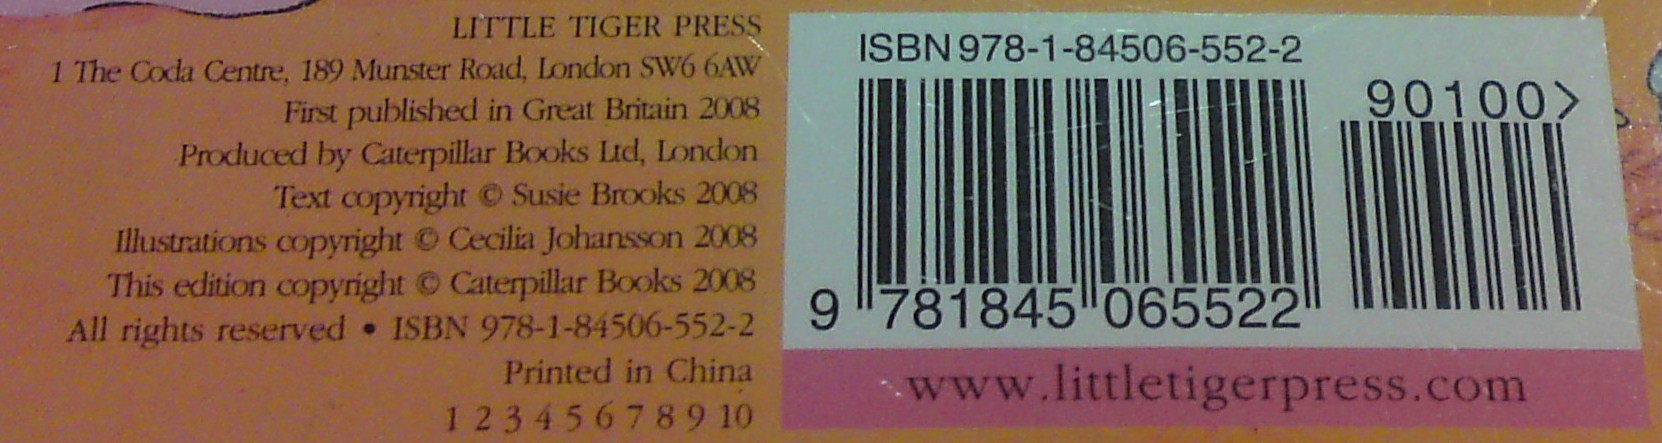 LITTLE TIGER PRESS
1 The Coda Centre, 189 Munster Road, London SW6 6AW
First published in Great Britain 2008
Produced by Caterpillar Books Ltd, London
Text copyright © Susie Brooks 2008
Illustrations copyright © Cecilia Johansson 2008
This edition copyright © Caterpillar Books 2008
All rights reserved • ISBN 978-1-84506-552-2
Printed in China
1 2 3 4 5 6 7 8 9 10
ISBN 978-1-84506-552-2
90100>
9 781845 065522
www.littletigerpress.com